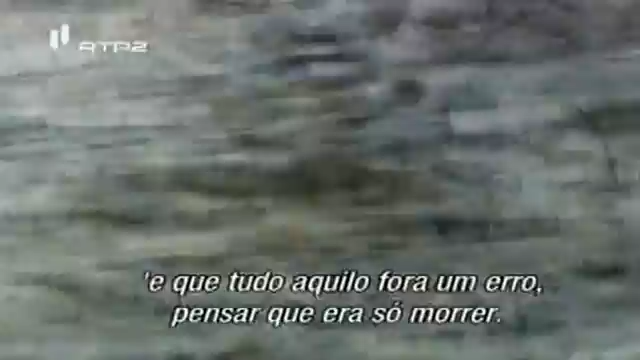 RTP2
'e que tudo aquilo fora um erro,
pensar que era só morrer.